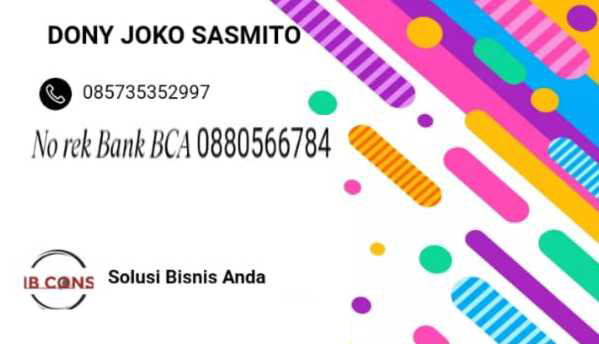 DONY JOKO SASMITO
085735352997
No rek Bank BCA 0880566784
IB CONS
Solusi Bisnis Anda